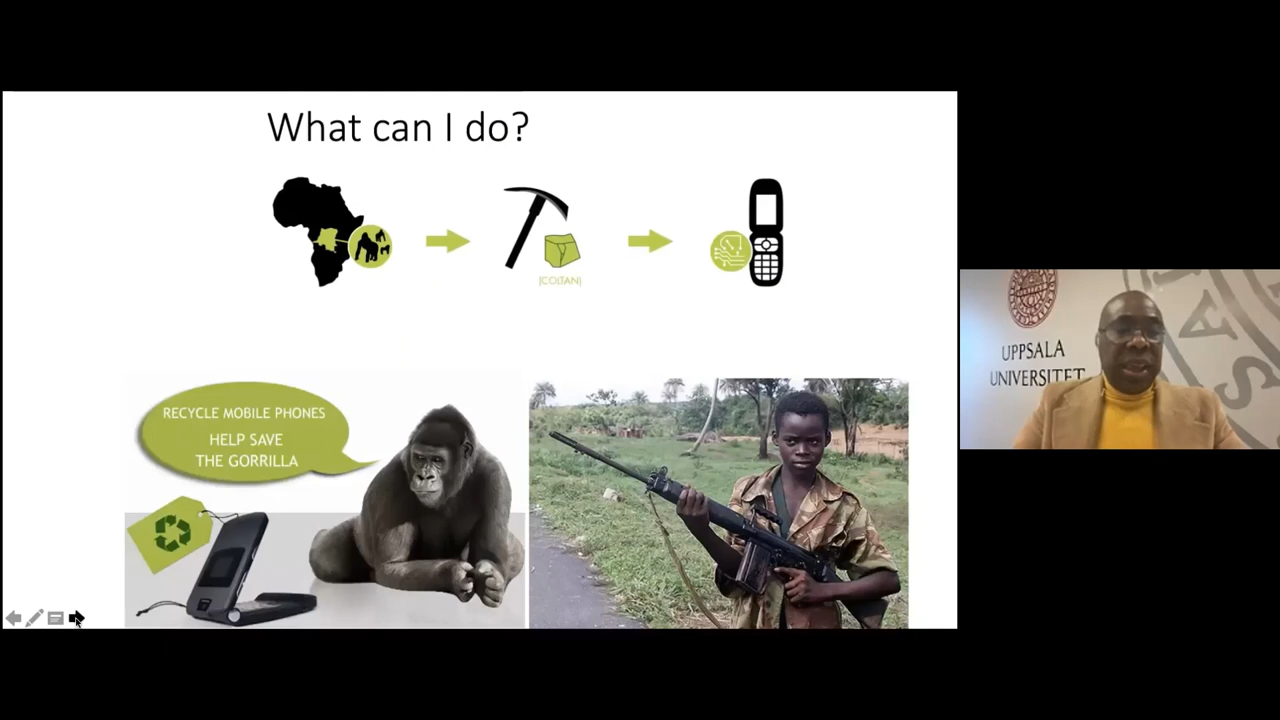 What can I do?
[COLTAN]
RECYCLE MOBILE PHONES
HELP SAVE
THE GORRILLA
UPPSALA
UNIVERSITET